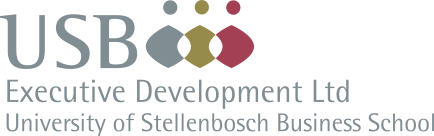 USB
Executive Development Ltd
University of Stellenbosch Business School